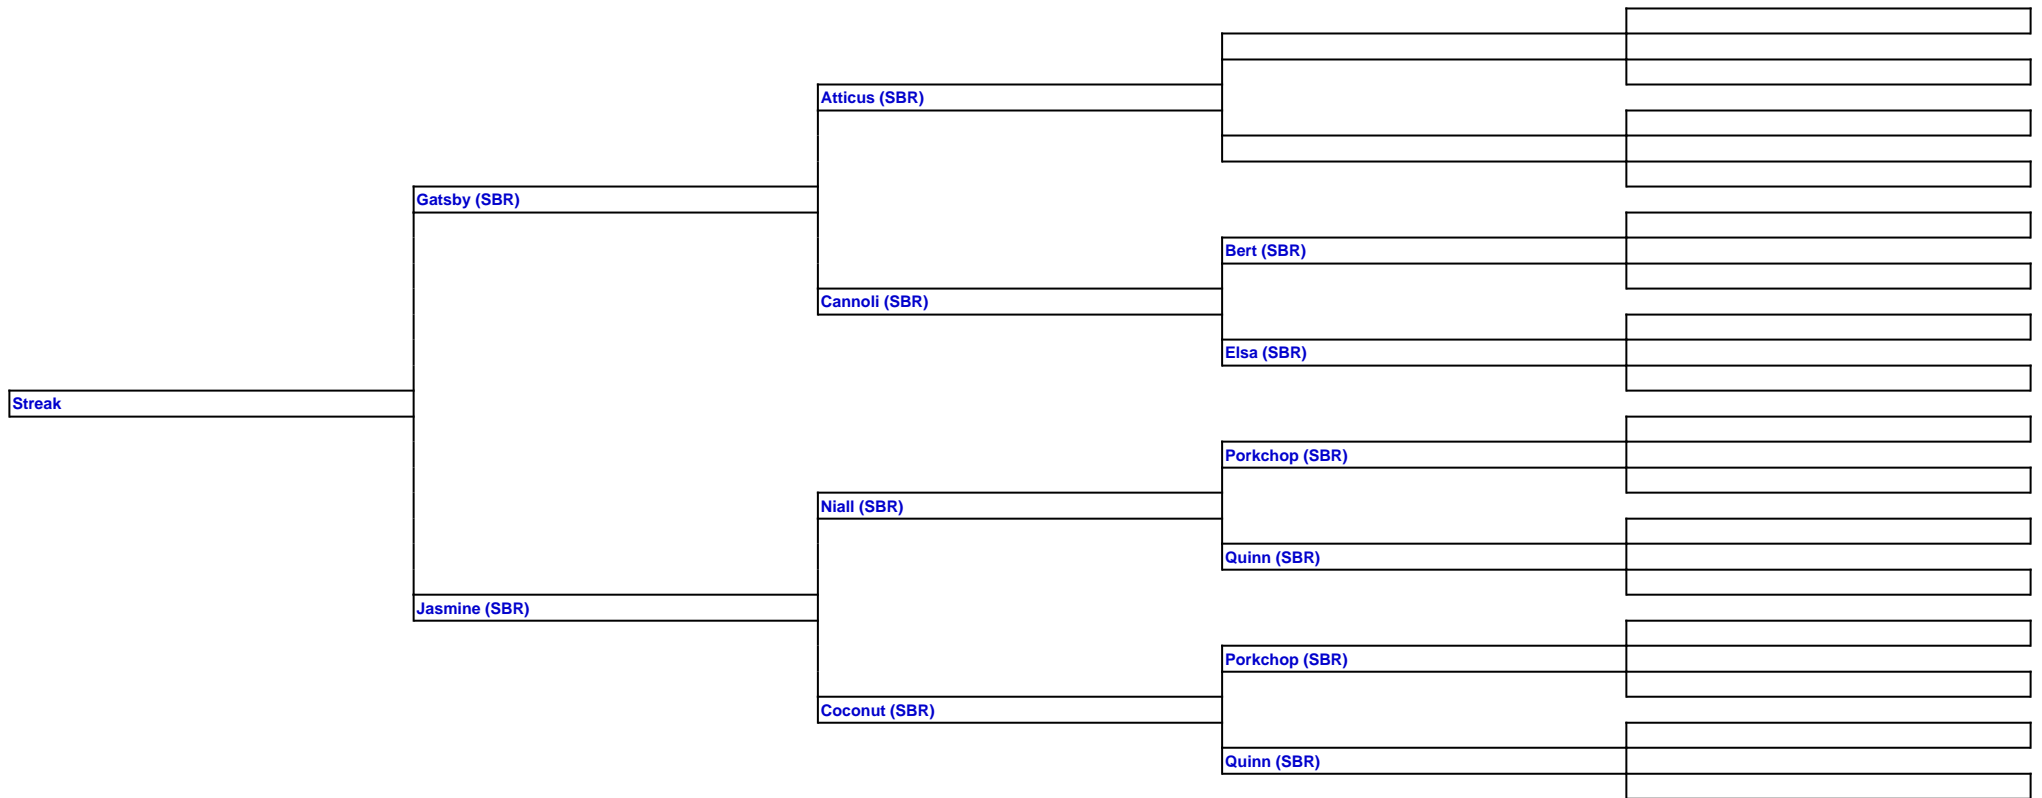 Atticus (SBR)
Gatsby (SBR)
Bert (SBR)
Cannoli (SBR)
Elsa (SBR)
Streak
Porkchop (SBR)
Niall (SBR)
Quinn (SBR)
Jasmine (SBR)
Porkchop (SBR)
Coconut (SBR)
Quinn (SBR)